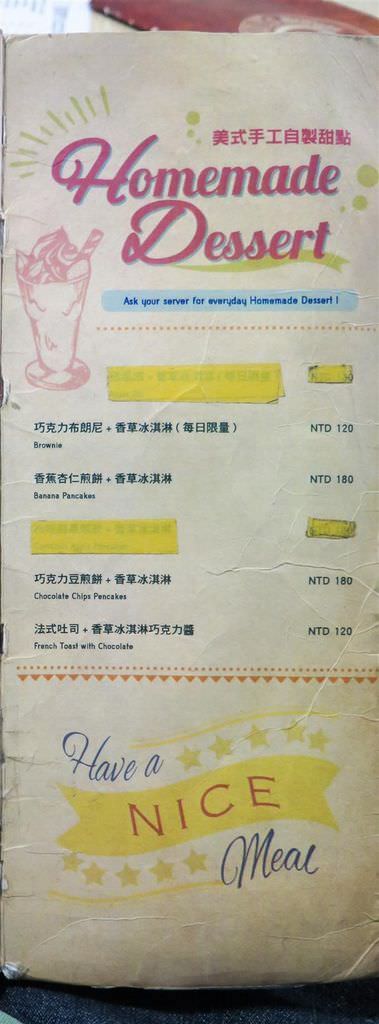 美式手工自製甜點
Homemade
Dessert
Ask your server for everyday Homemade Dessert !
巧克力布朗尼 + 香草冰淇淋 ( 每日限量 ) NTD 120
Brownie
香蕉杏仁煎餅 + 香草冰淇淋 NTD 180
Banana Pancakes
巧克力豆煎餅 + 香草冰淇淋 NTD 180
Chocolate Chips Pencakes
法式吐司 + 香草冰淇淋巧克力醬 NTD 120
French Toast with Chocolate
Have a
NICE
Meal